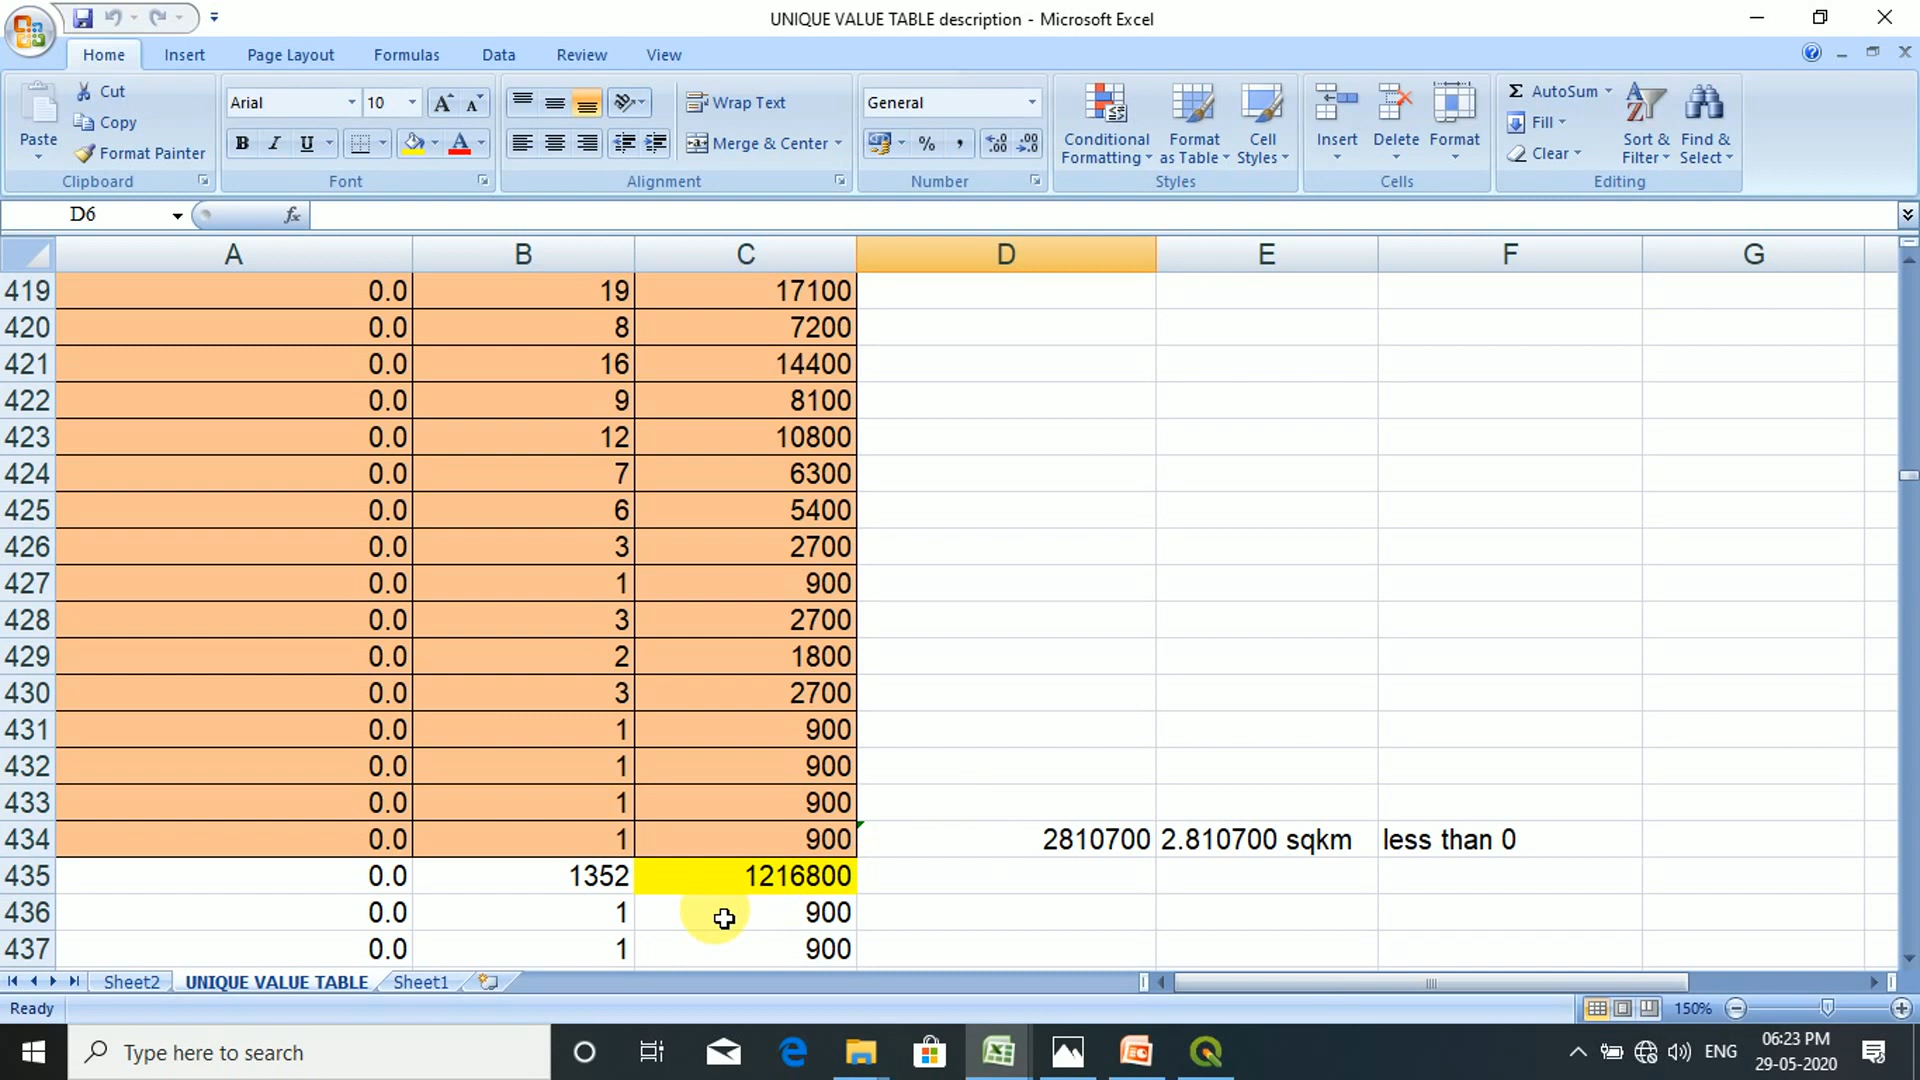 UNIQUE VALUE TABLE description - Microsoft Excel
Home Insert Page Layout Formulas Data Review View
Paste Cut Copy Format Painter Clipboard
Arial 10 A A B I U A Font
Wrap Text Merge & Center Alignment
General % , .0 .00 .00 .0 Number
Conditional Formatting Format as Table Cell Styles Styles
Insert Delete Format Cells
Σ AutoSum Fill Clear Sort & Filter Find & Select Editing
D6 fx
A B C D E F G
419 0.0 19 17100
420 0.0 8 7200
421 0.0 16 14400
422 0.0 9 8100
423 0.0 12 10800
424 0.0 7 6300
425 0.0 6 5400
426 0.0 3 2700
427 0.0 1 900
428 0.0 3 2700
429 0.0 2 1800
430 0.0 3 2700
431 0.0 1 900
432 0.0 1 900
433 0.0 1 900
434 0.0 1 900 2810700 2.810700 sqkm less than 0
435 0.0 1352 1216800
436 0.0 1 900
437 0.0 1 900
Sheet2 UNIQUE VALUE TABLE Sheet1
Ready 150%
Type here to search ENG 06:23 PM
29-05-2020